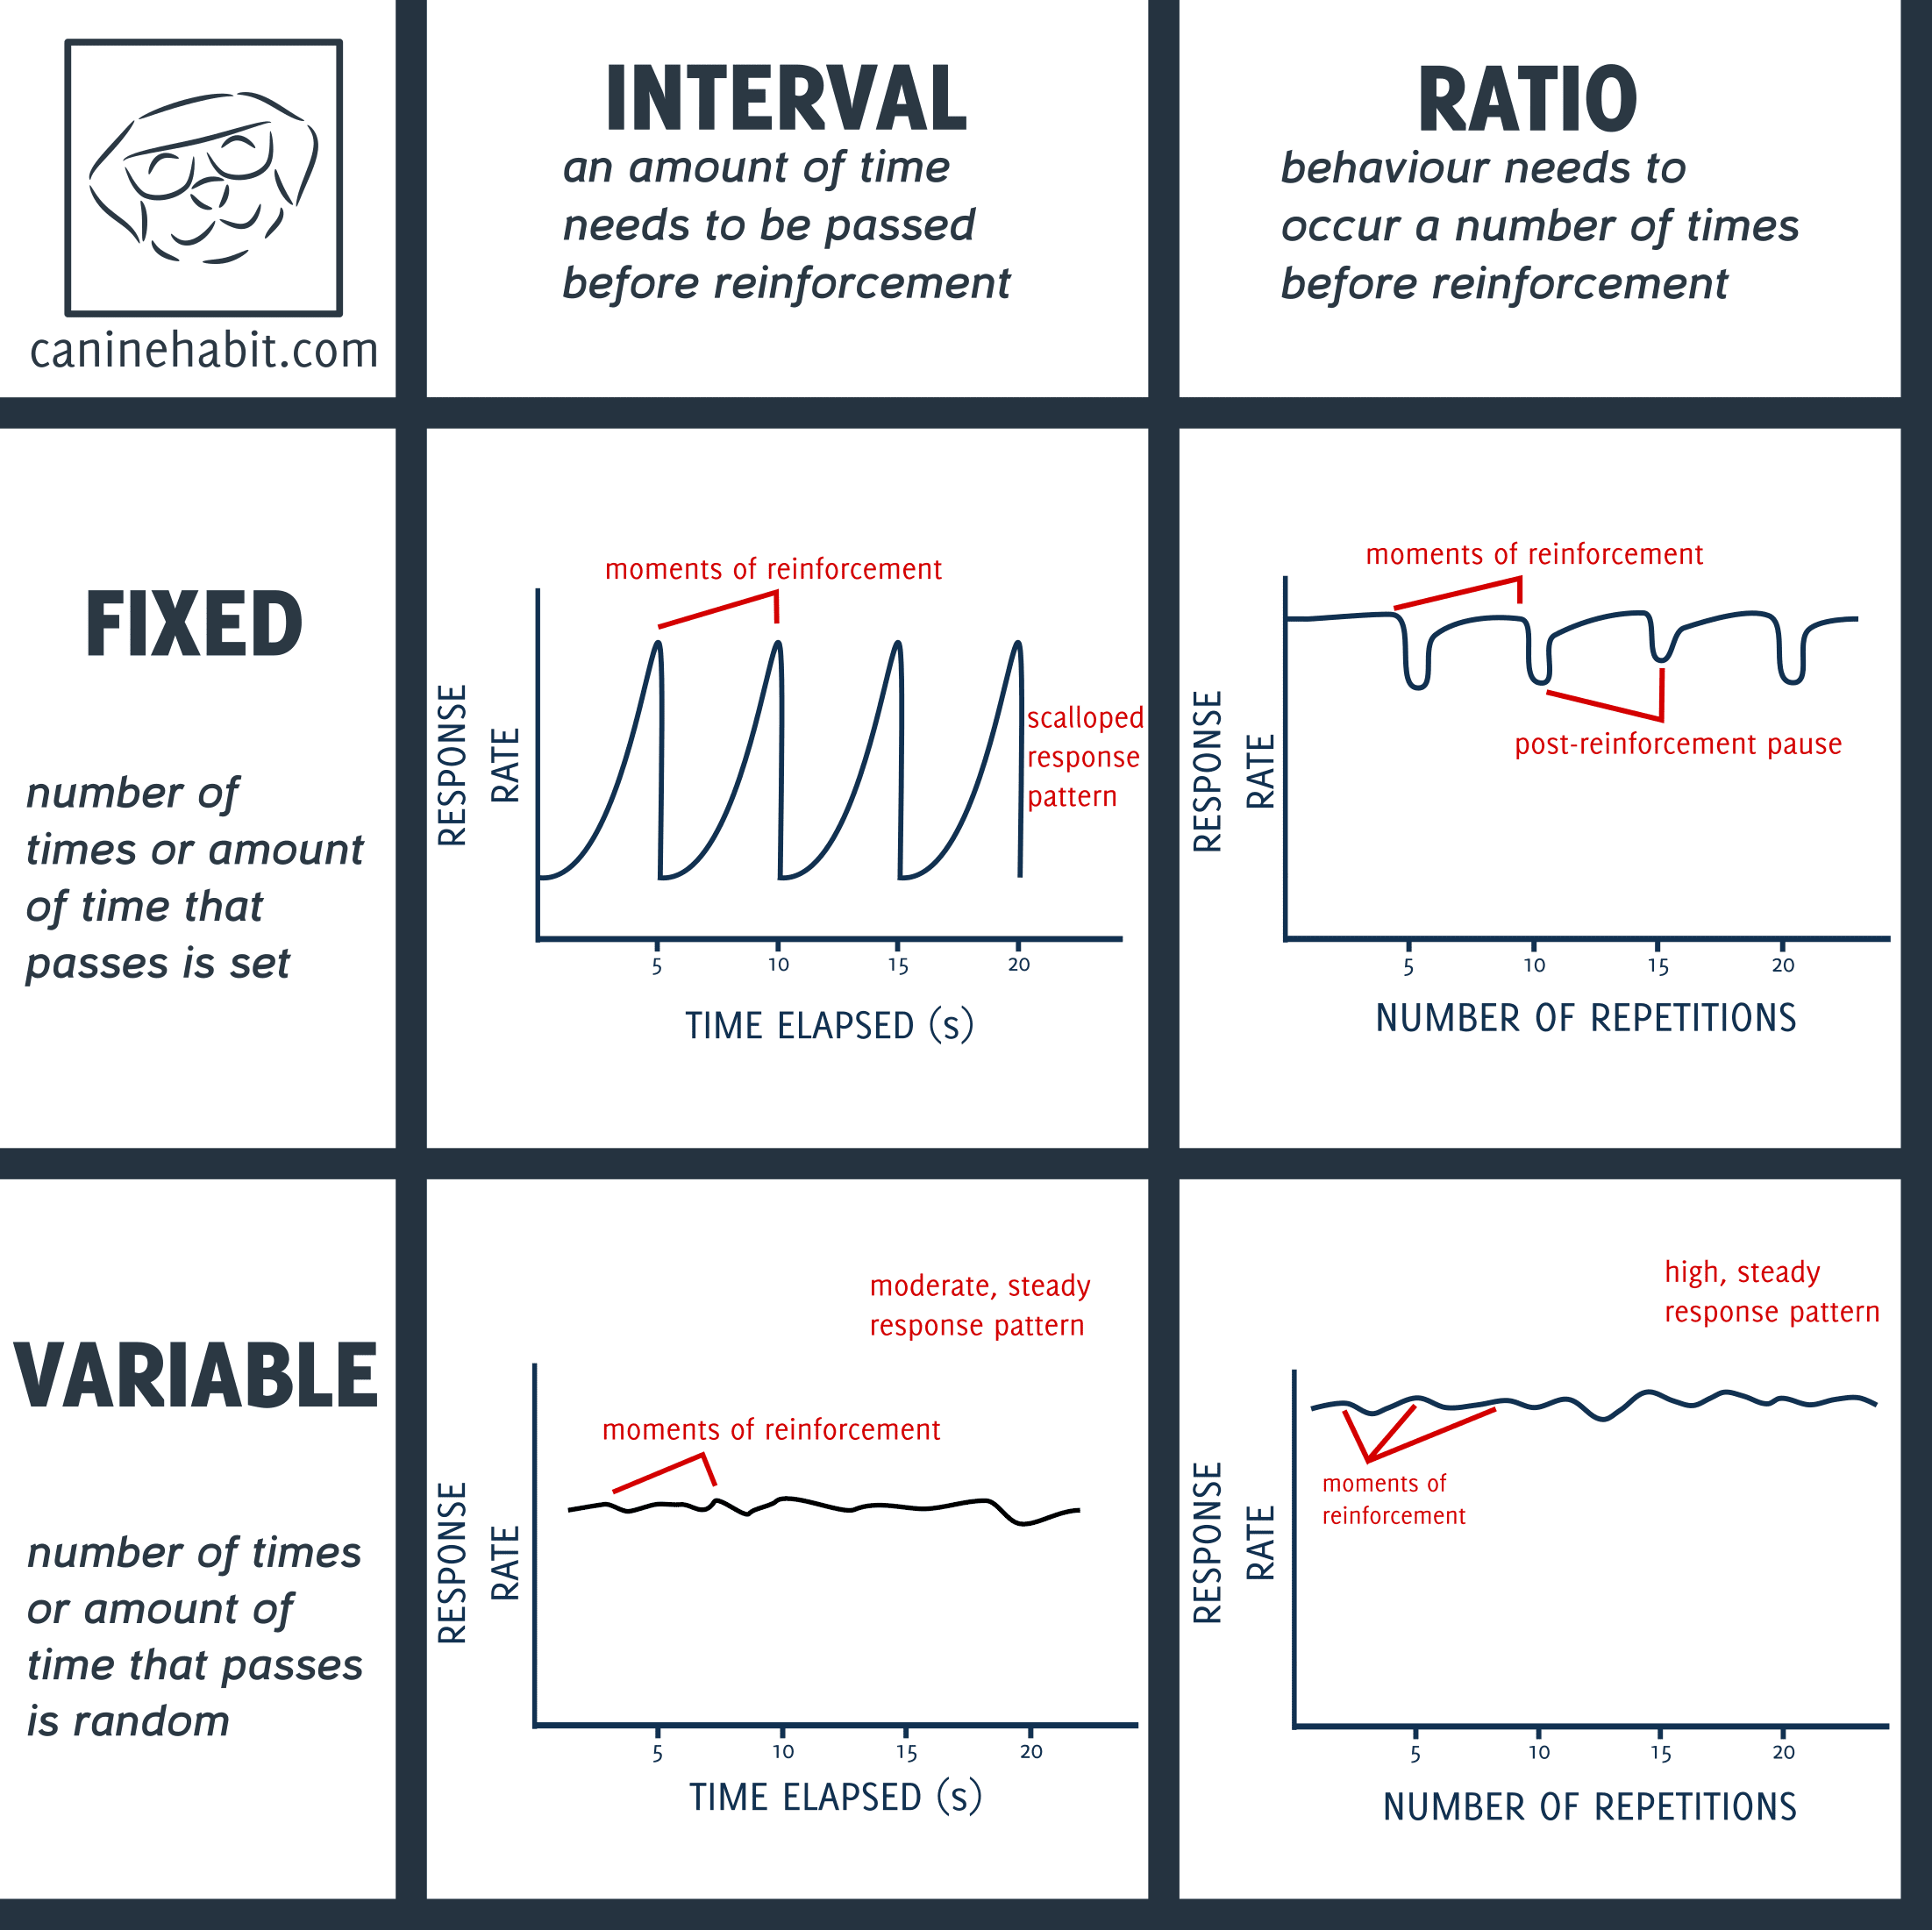 caninehabit.com
INTERVAL
an amount of time
needs to be passed
before reinforcement
RATIO
behaviour needs to
occur a number of times
before reinforcement
FIXED
number of
times or amount
of time that
passes is set
moments of reinforcement
scalloped
response
pattern
RESPONSE
RATE
5 10 15 20
TIME ELAPSED (s)
moments of reinforcement
post-reinforcement pause
RESPONSE
RATE
5 10 15 20
NUMBER OF REPETITIONS
VARIABLE
number of times
or amount of
time that passes
is random
moderate, steady
response pattern
moments of reinforcement
RESPONSE
RATE
5 10 15 20
TIME ELAPSED (s)
high, steady
response pattern
moments of
reinforcement
RESPONSE
RATE
5 10 15 20
NUMBER OF REPETITIONS